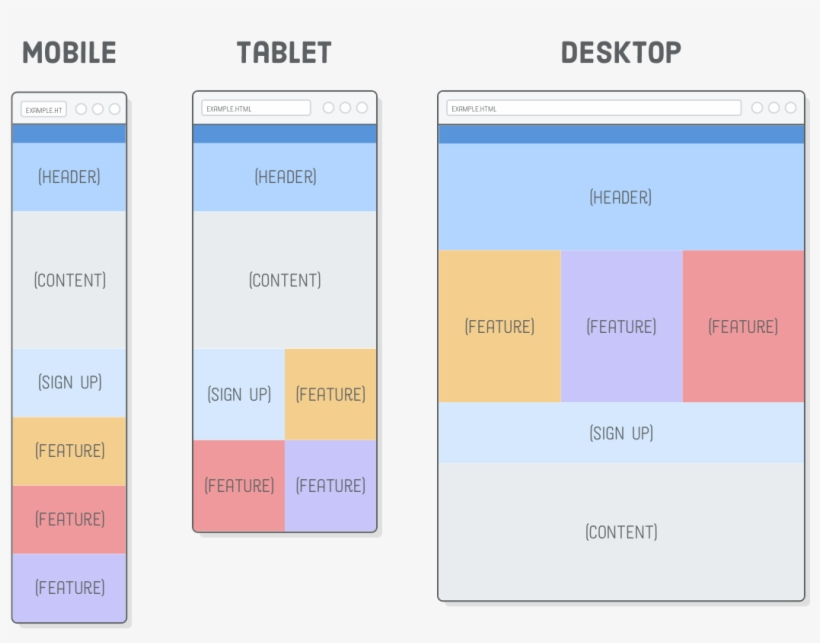 MOBILE
EXAMPLE.HT
(HEADER)
(CONTENT)
(SIGN UP)
(FEATURE)
(FEATURE)
(FEATURE)
TABLET
EXAMPLE.HTML
(HEADER)
(CONTENT)
(SIGN UP) (FEATURE)
(FEATURE) (FEATURE)
DESKTOP
EXAMPLE.HTML
(HEADER)
(FEATURE) (FEATURE) (FEATURE)
(SIGN UP)
(CONTENT)